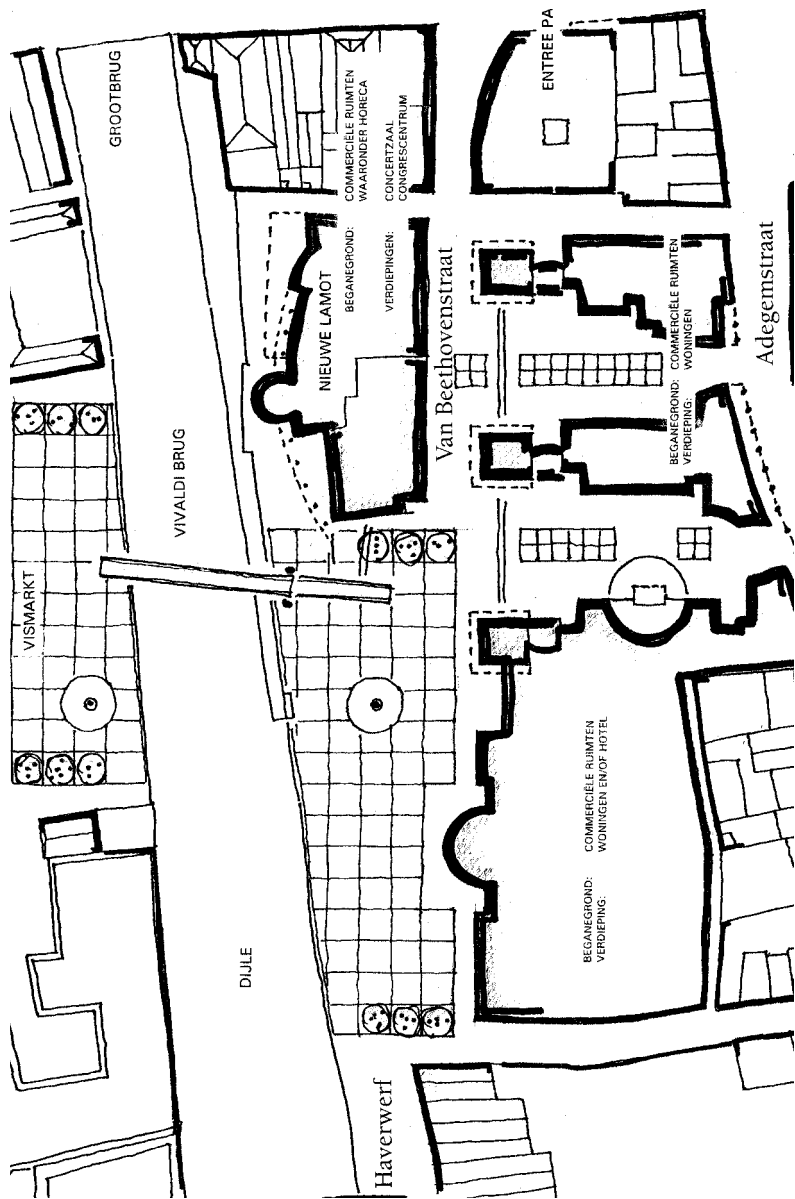 GROOTBRUG
COMMERCIËLE RUIMTEN
WAARONDER HORECA
CONCERTZAAL
CONGRESCENTRUM
ENTREE PA
NIEUWE LAMOT
BEGANEGROND:
VERDIEPINGEN:
Van Beethovenstraat
COMMERCIËLE RUIMTEN
WONINGEN
BEGANEGROND:
VERDIEPING:
Adegemstraat
VISMARKT
VIVALDI BRUG
COMMERCIËLE RUIMTEN
WONINGEN EN/OF HOTEL
BEGANEGROND:
VERDIEPING:
DIJLE
Haverwerf